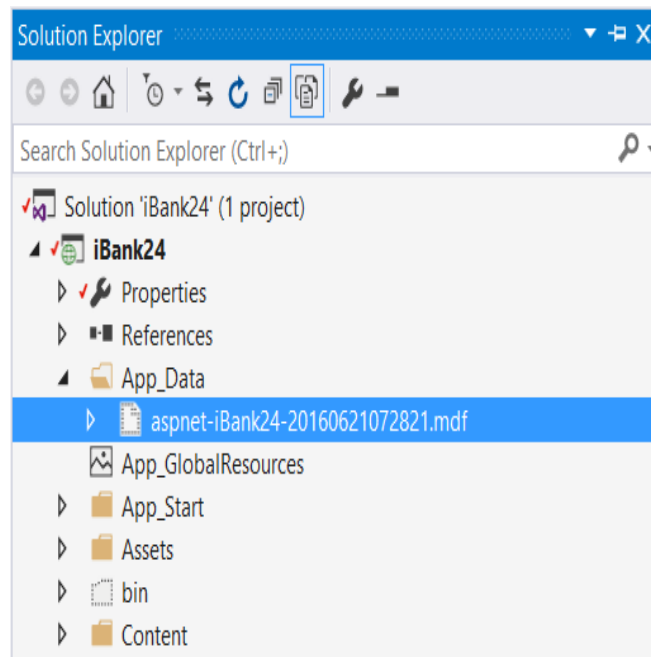 Solution Explorer
Search Solution Explorer (Ctrl+;)
Solution 'iBank24' (1 project)
iBank24
Properties
References
App_Data
aspnet-iBank24-20160621072821.mdf
App_GlobalResources
App_Start
Assets
bin
Content